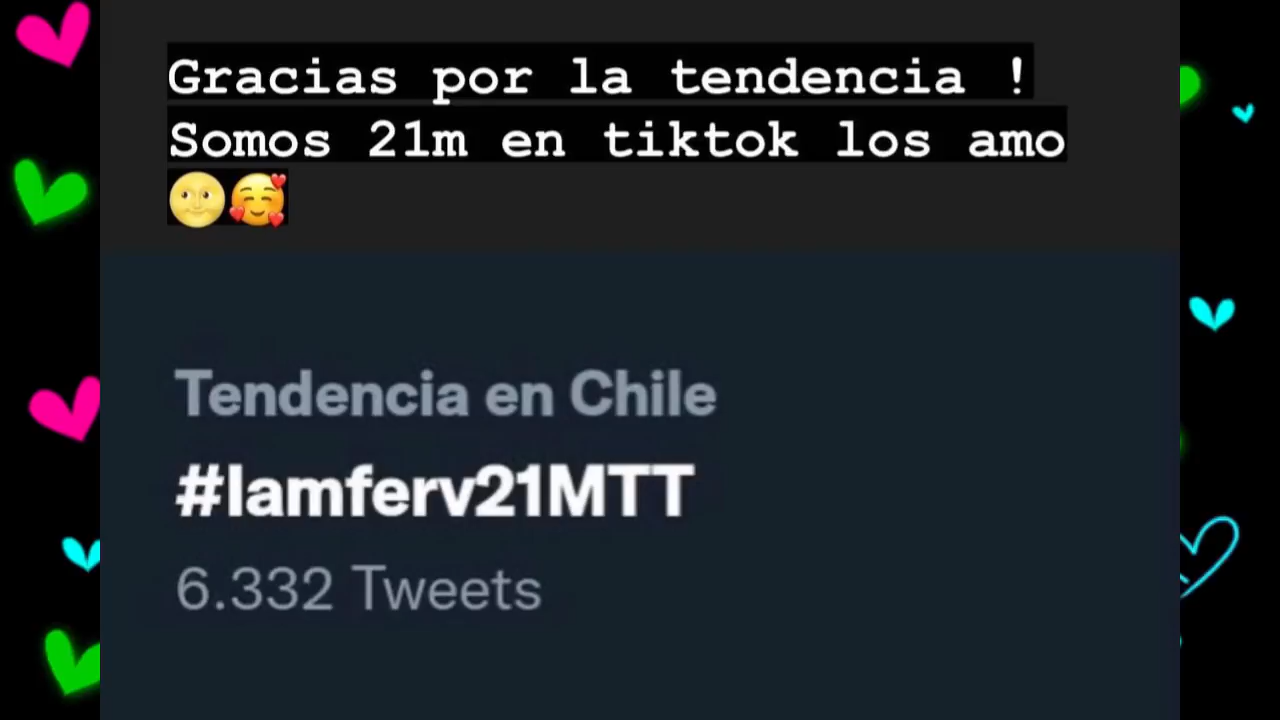 Gracias por la tendencia !
Somos 21m en tiktok los amo
🌝🥰
Tendencia en Chile
#Iamferv21MTT
6.332 Tweets